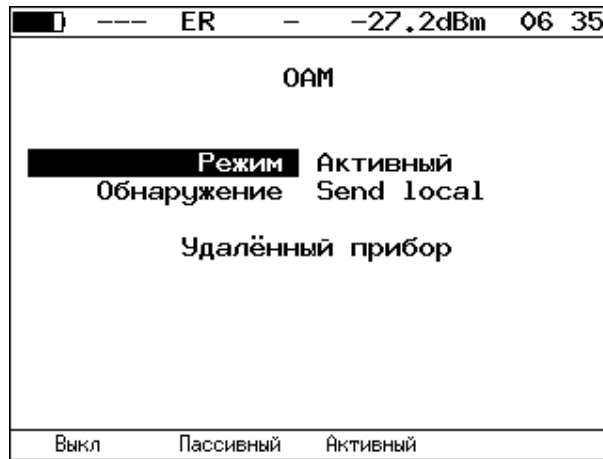 --- ER - -27.2dBm 06 35
OAM
Режим Активный
Обнаружение Send local
Удалённый прибор
Выкл Пассивный Активный